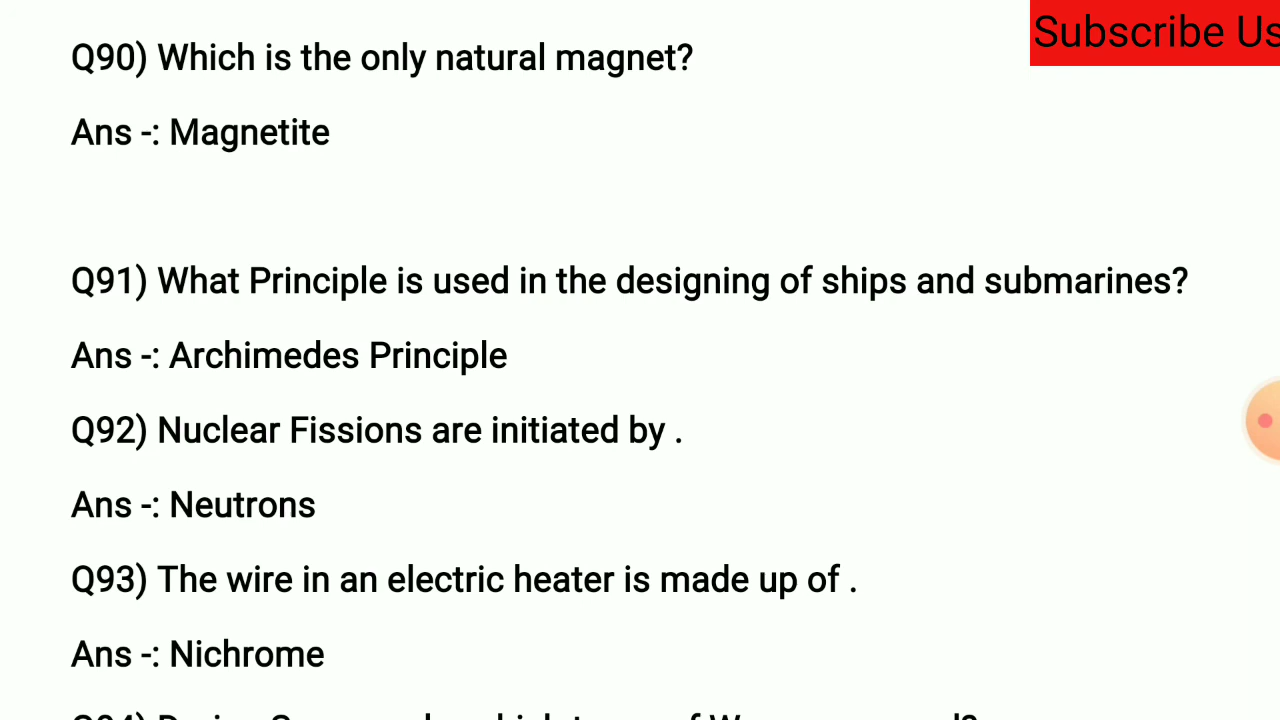 Subscribe Us
Q90) Which is the only natural magnet?
Ans -: Magnetite
Q91) What Principle is used in the designing of ships and submarines?
Ans -: Archimedes Principle
Q92) Nuclear Fissions are initiated by .
Ans -: Neutrons
Q93) The wire in an electric heater is made up of .
Ans -: Nichrome